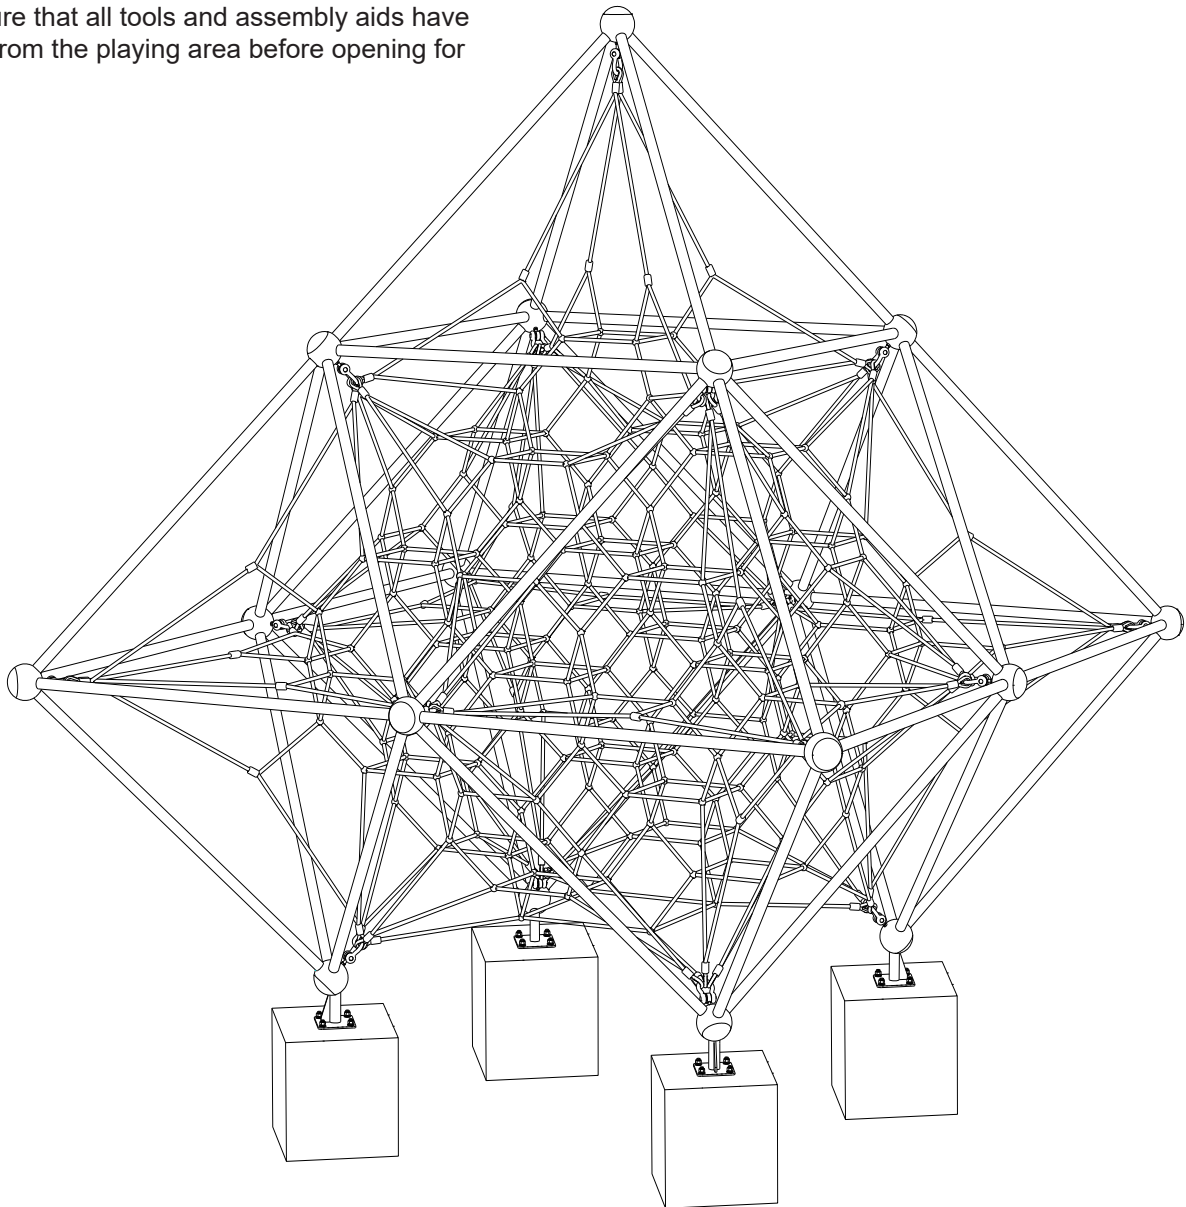 ure that all tools and assembly aids have
rom the playing area before opening for